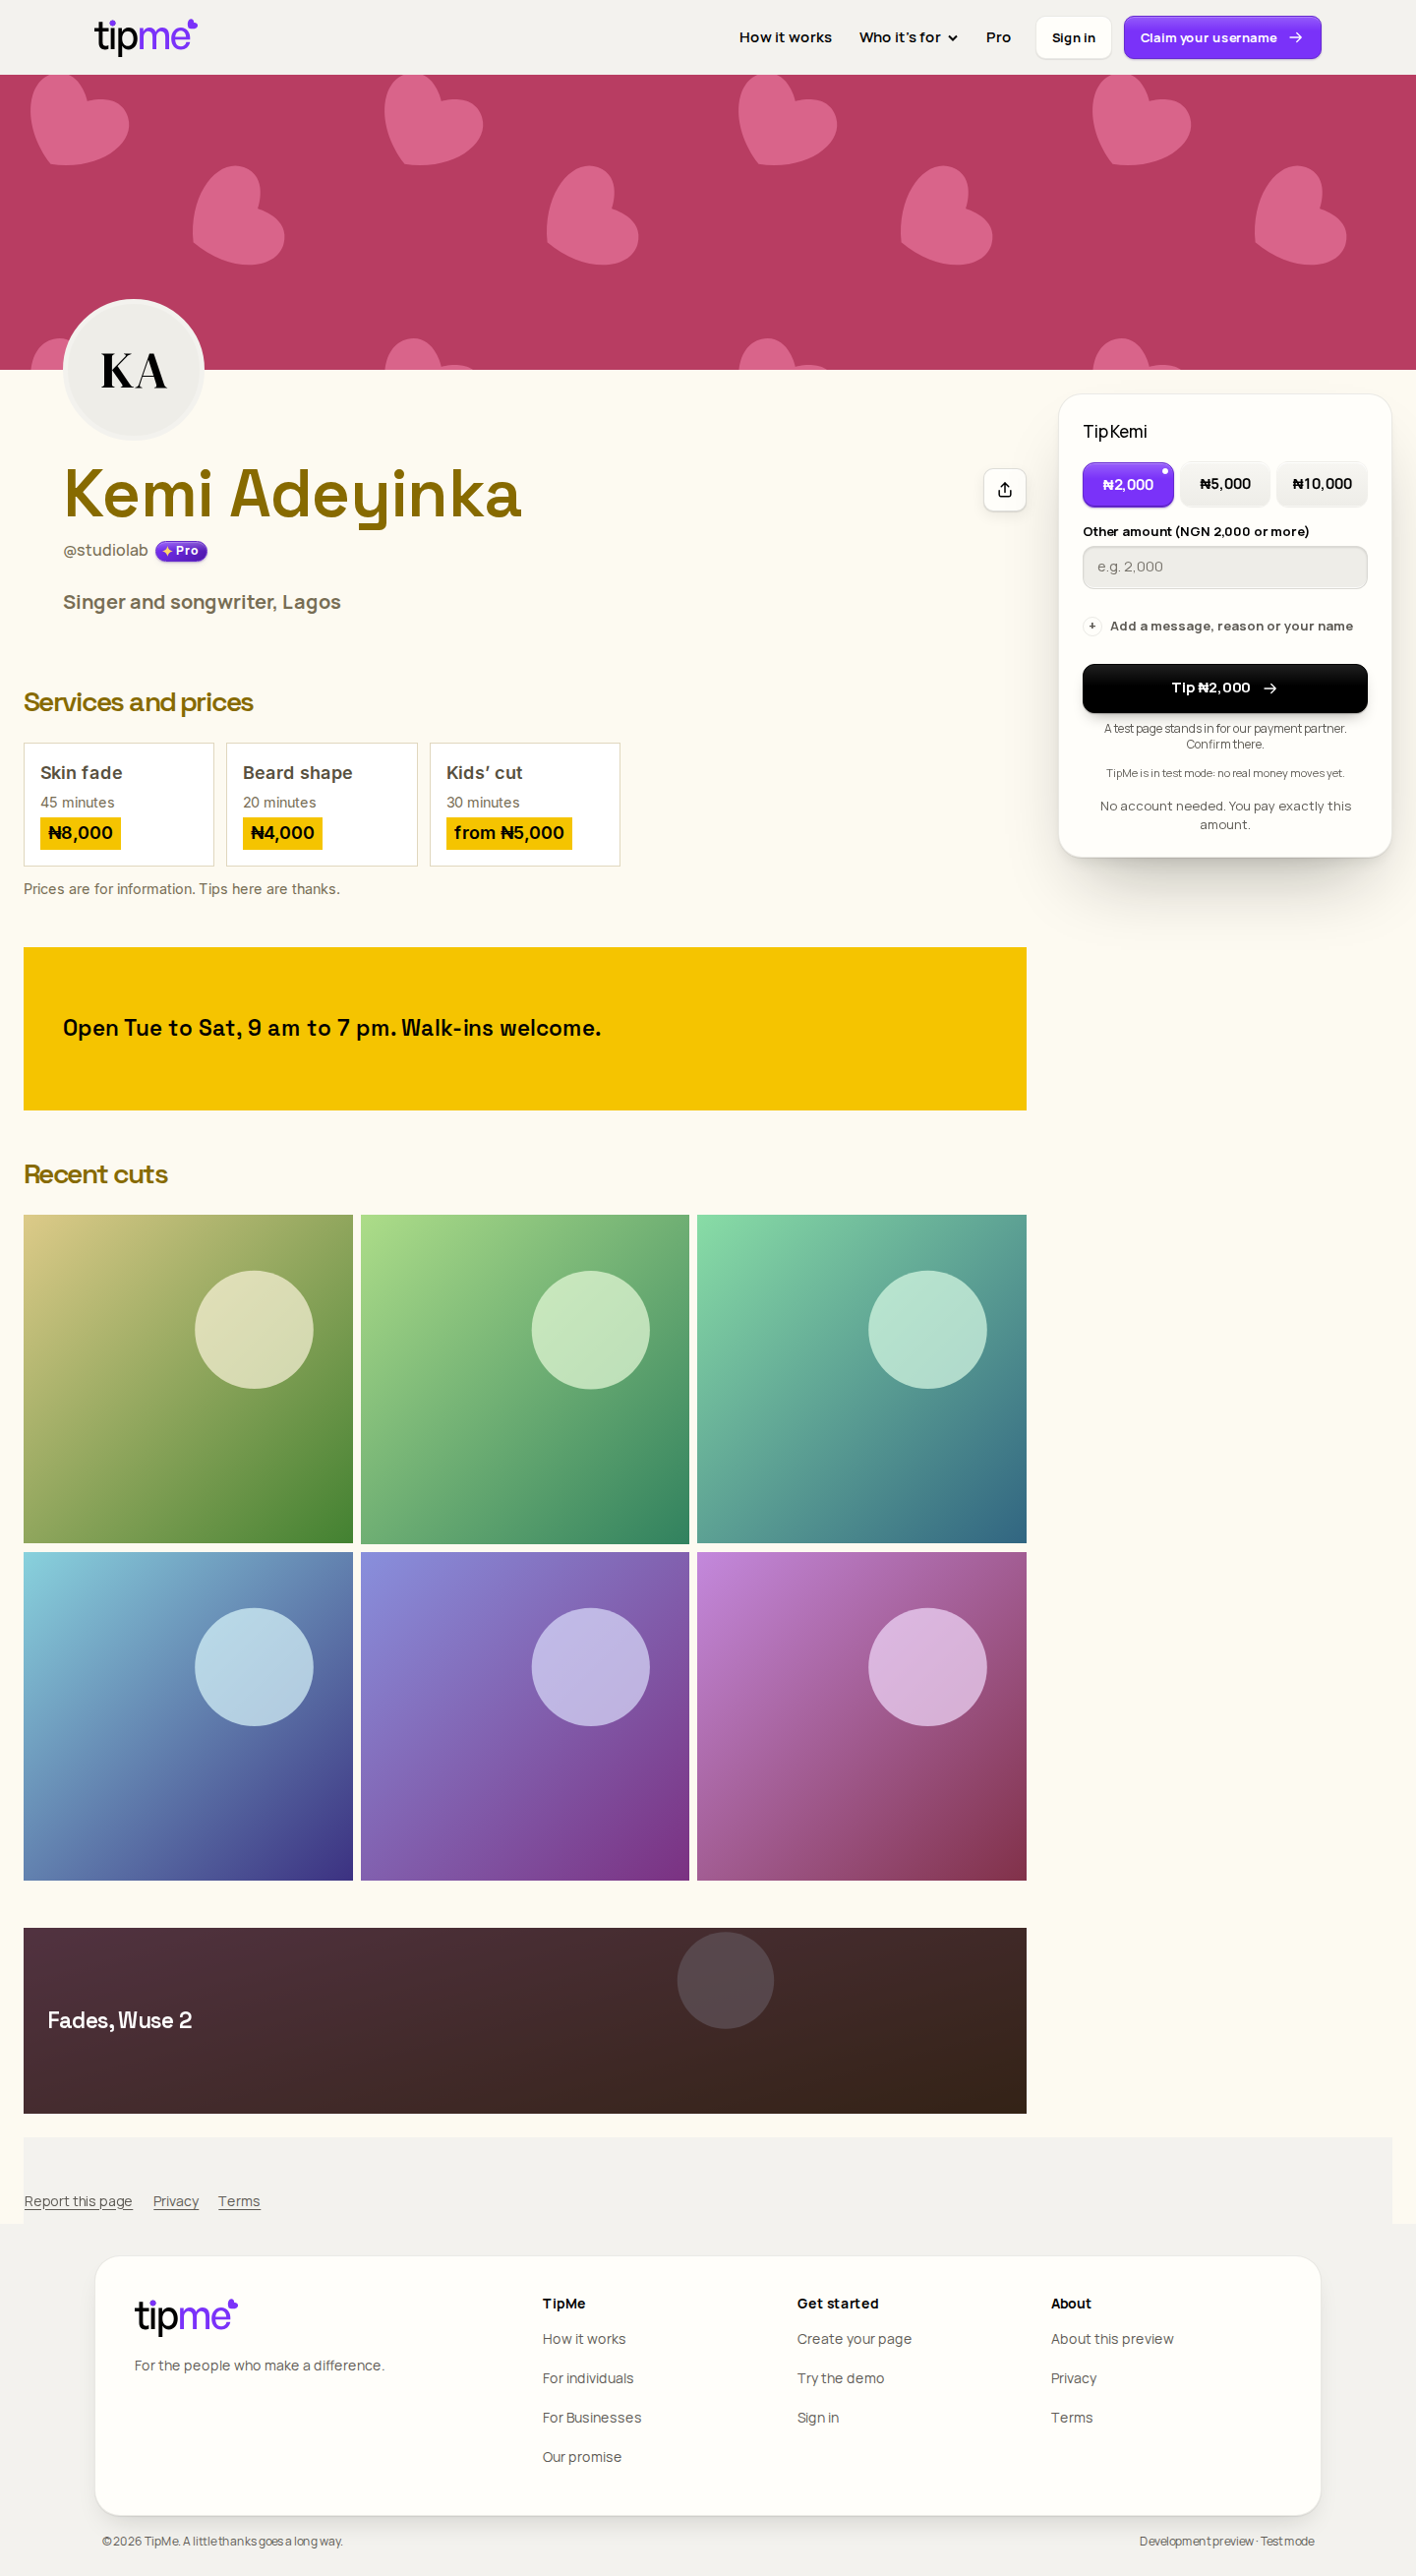 tipme
How it works
Who it's for
Pro
Sign in
Claim your username
KA
Kemi Adeyinka
@studiolab
Pro
Singer and songwriter, Lagos
Tip Kemi
₦2,000
₦5,000
₦10,000
Other amount (NGN 2,000 or more)
e.g. 2,000
+ Add a message, reason or your name
Tip ₦2,000
A test page stands in for our payment partner.
Confirm there.
TipMe is in test mode: no real money moves yet.
No account needed. You pay exactly this
amount.
Services and prices
Skin fade
45 minutes
₦8,000
Beard shape
20 minutes
₦4,000
Kids’ cut
30 minutes
from ₦5,000
Prices are for information. Tips here are thanks.
Open Tue to Sat, 9 am to 7 pm. Walk-ins welcome.
Recent cuts
Fades, Wuse 2
Report this page
Privacy
Terms
tipme
For the people who make a difference.
TipMe
How it works
For individuals
For Businesses
Our promise
Get started
Create your page
Try the demo
Sign in
About
About this preview
Privacy
Terms
© 2026 TipMe. A little thanks goes a long way.
Development preview · Test mode